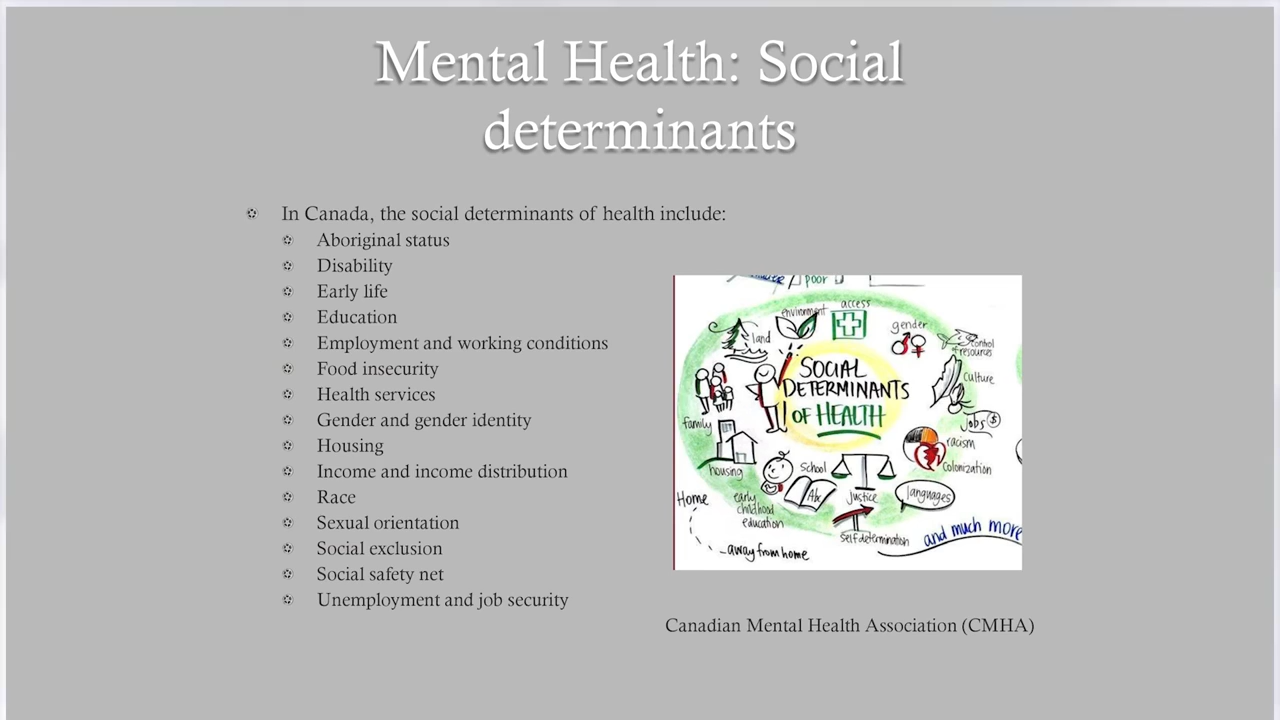 Mental Health: Social
determinants
In Canada, the social determinants of health include:
Aboriginal status
Disability
Early life
Education
Employment and working conditions
Food insecurity
Health services
Gender and gender identity
Housing
Income and income distribution
Race
Sexual orientation
Social exclusion
Social safety net
Unemployment and job security
poor
environment
access
gender
land
control
of resources
SOCIAL
DETERMINANTS
OF HEALTH
culture
family
Jobs $
racism
colonization
housing
School
Abc
Justice
languages
Home
early
childhood
education
self determination
and much more
away from home
Canadian Mental Health Association (CMHA)